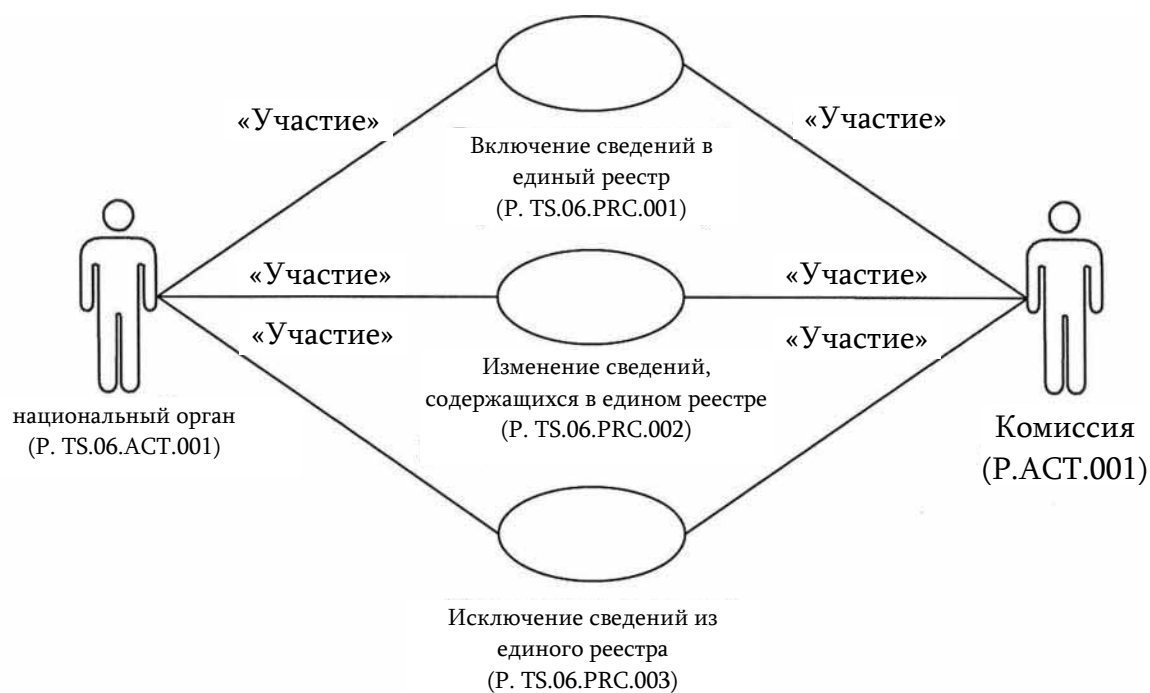 «Участие»
«Участие»
Включение сведений в
единый реестр
(P. TS.06.PRC.001)
«Участие»
«Участие»
«Участие»
«Участие»
Изменение сведений,
содержащихся в едином реестре
(P. TS.06.PRC.002)
национальный орган
(P. TS.06.ACT.001)
Комиссия
(P.ACT.001)
Исключение сведений из
единого реестра
(P. TS.06.PRC.003)